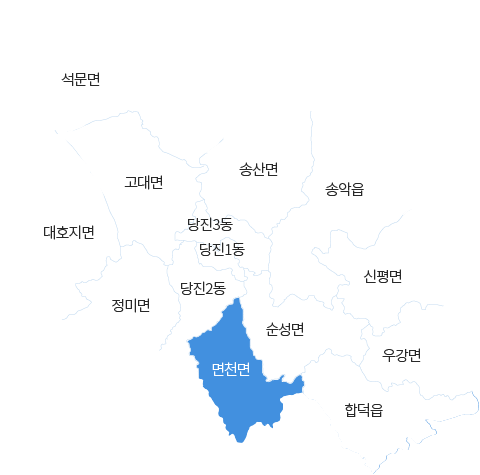 석문면
송산면
고대면
송악읍
당진3동
대호지면
당진1동
신평면
당진2동
정미면
순성면
우강면
면천면
합덕읍